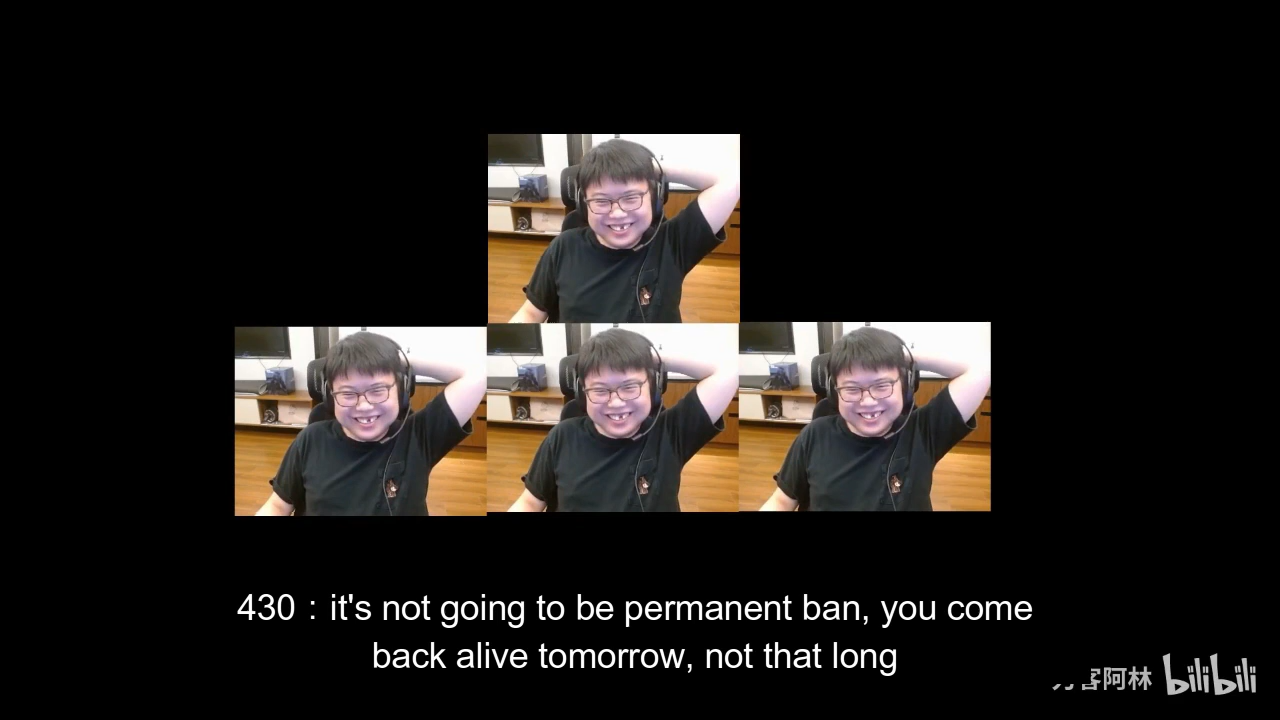 430：it's not going to be permanent ban, you come
back alive tomorrow, not that long
客阿林 bilibili